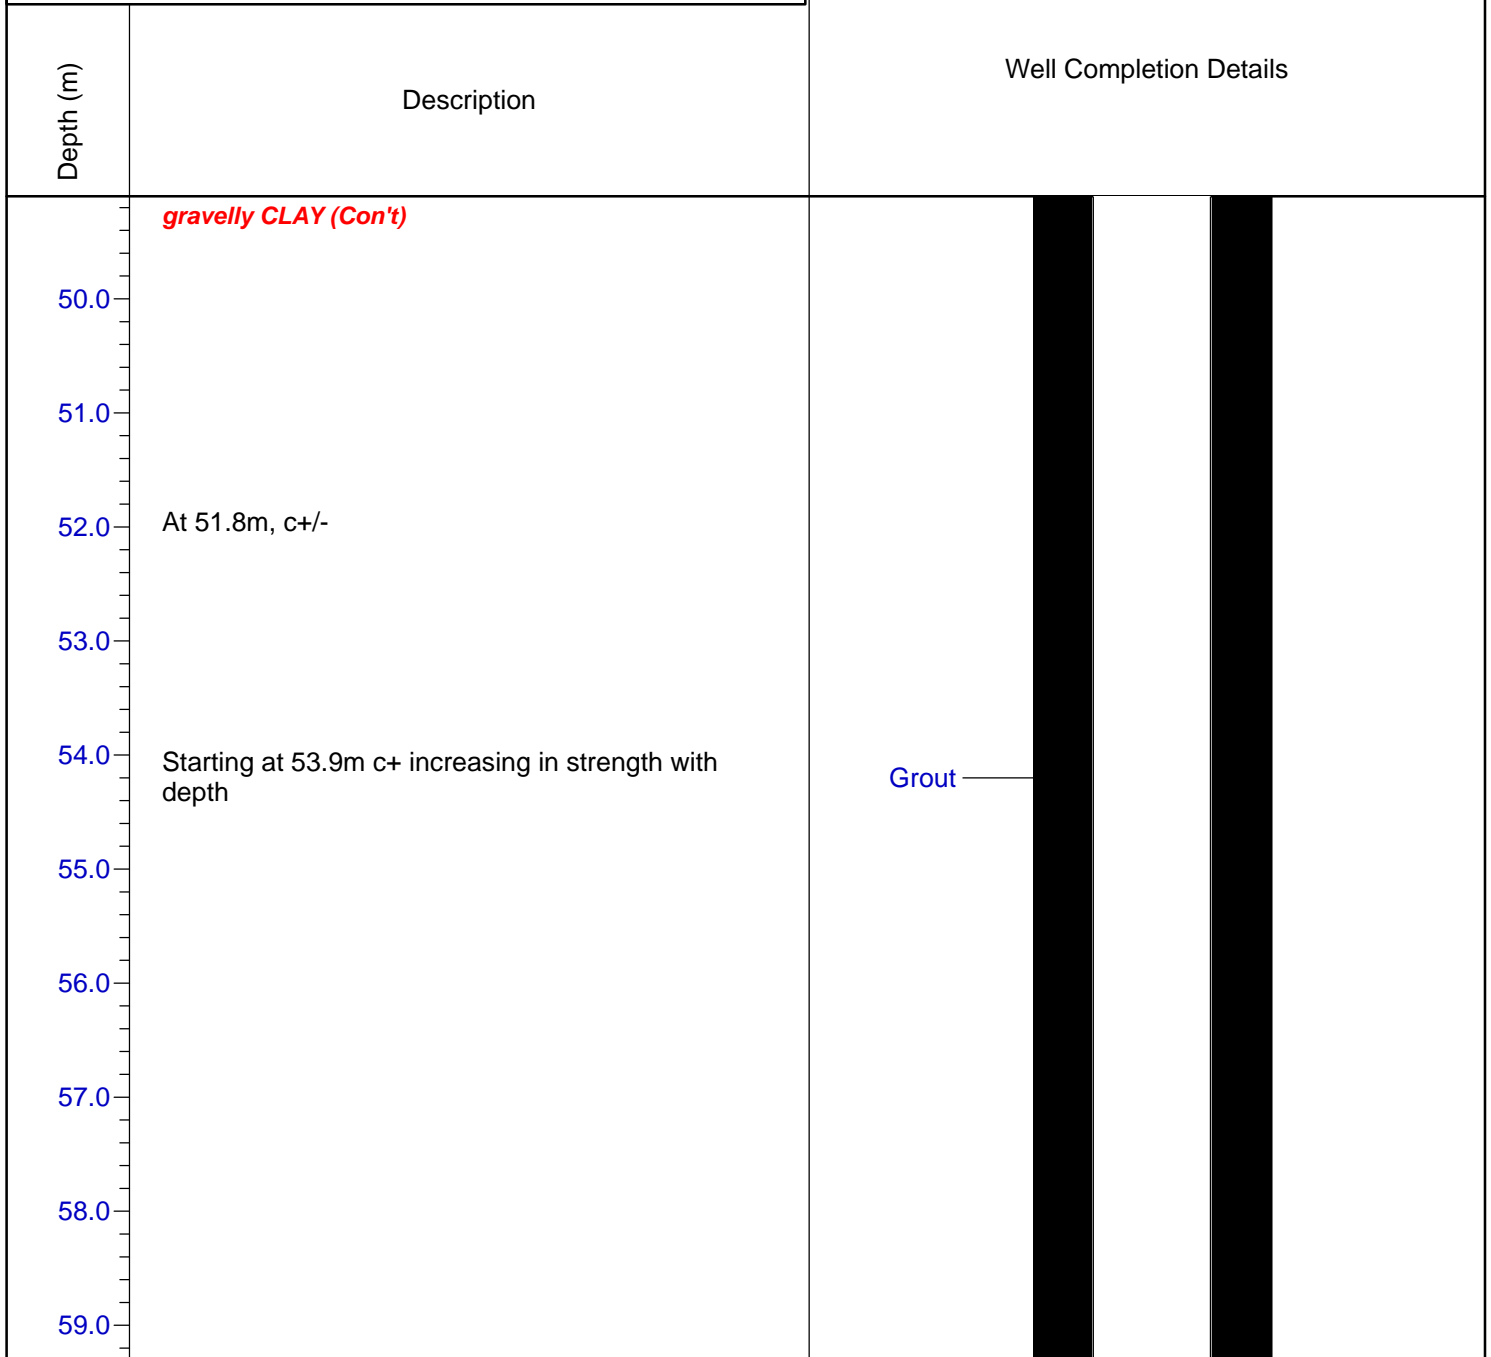 Depth (m)
Description
Well Completion Details
gravelly CLAY (Con't)
50.0
51.0
At 51.8m, c+/-
52.0
53.0
54.0
Starting at 53.9m c+ increasing in strength with
depth
Grout
55.0
56.0
57.0
58.0
59.0